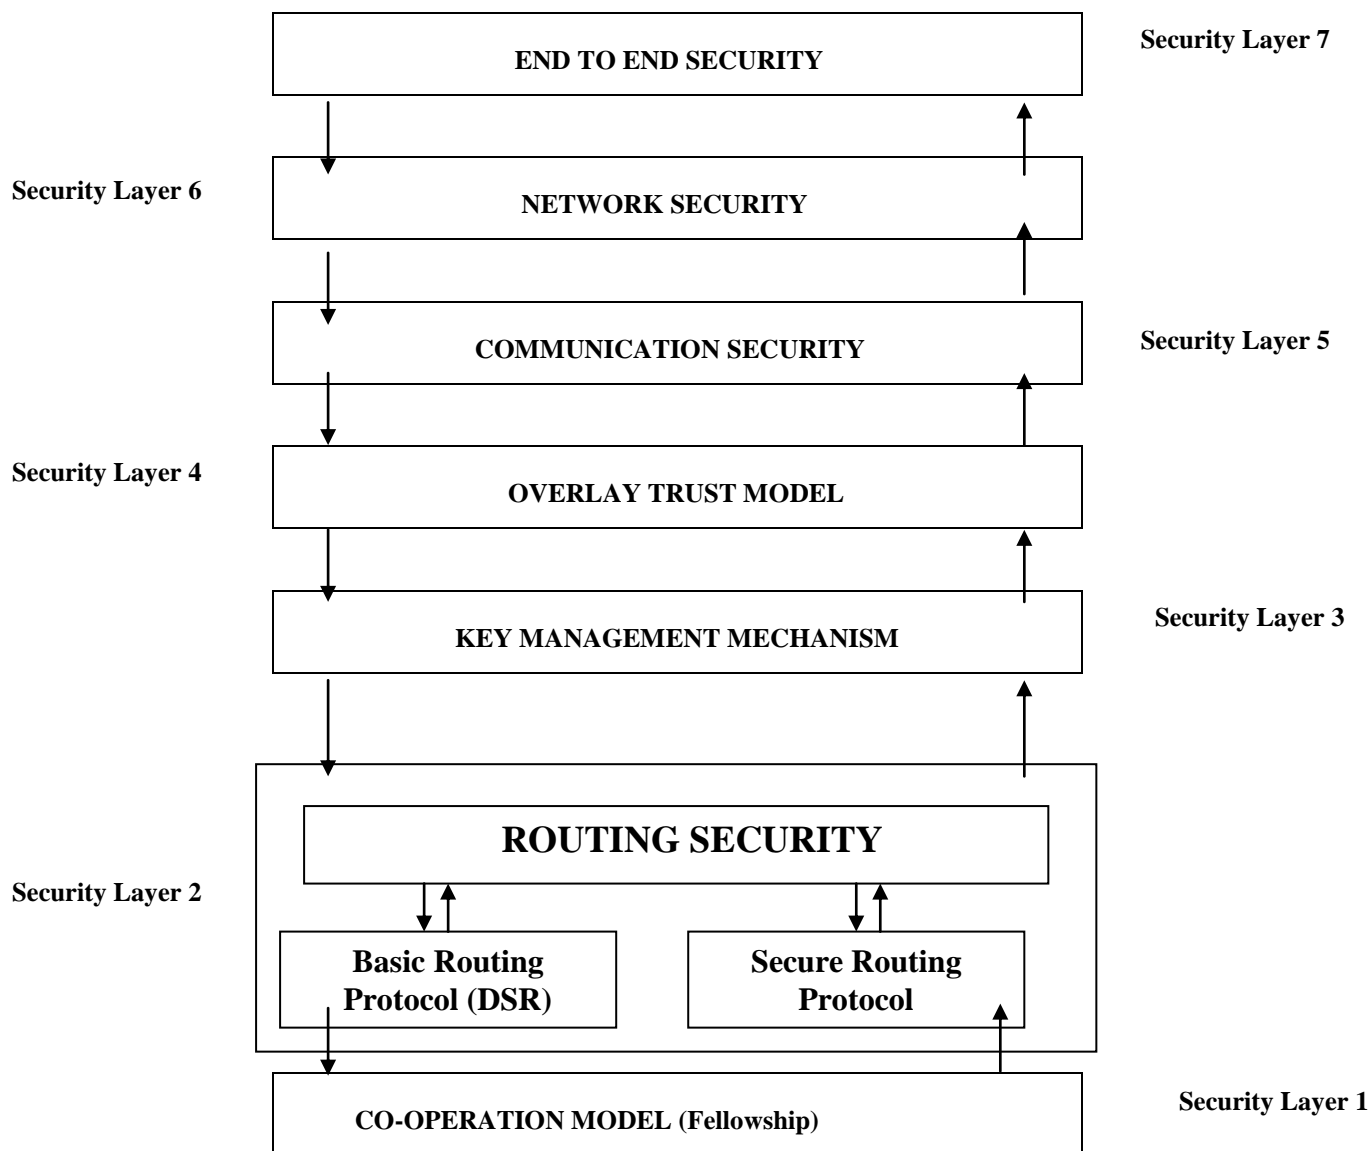 Security Layer 7
END TO END SECURITY
Security Layer 6
NETWORK SECURITY
Security Layer 5
COMMUNICATION SECURITY
Security Layer 4
OVERLAY TRUST MODEL
Security Layer 3
KEY MANAGEMENT MECHANISM
ROUTING SECURITY
Security Layer 2
Basic Routing
Protocol (DSR)
Secure Routing
Protocol
Security Layer 1
CO-OPERATION MODEL (Fellowship)